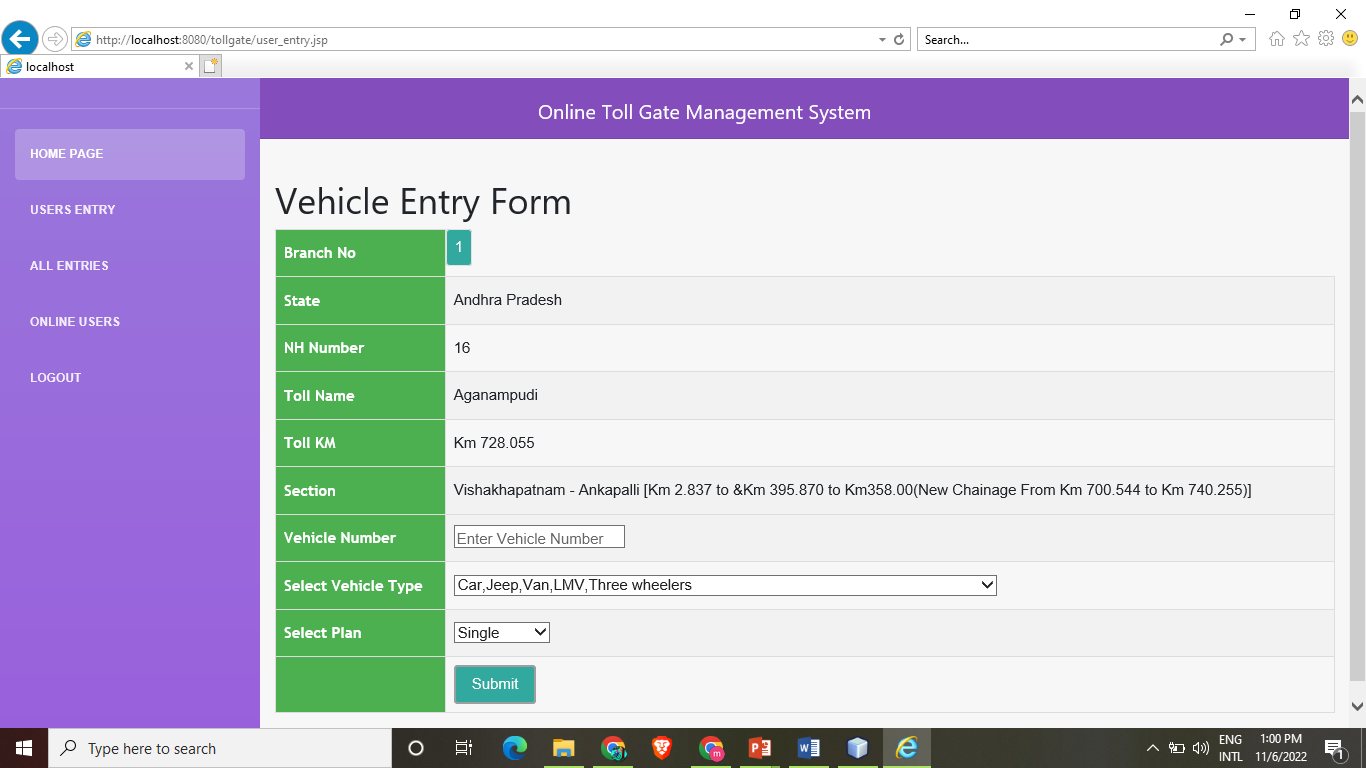 http://localhost:8080/tollgate/user_entry.jsp
Search...
localhost
Online Toll Gate Management System
HOME PAGE
USERS ENTRY
ALL ENTRIES
ONLINE USERS
LOGOUT
Vehicle Entry Form
Branch No 1
State Andhra Pradesh
NH Number 16
Toll Name Aganampudi
Toll KM Km 728.055
Section Vishakhapatnam - Ankapalli [Km 2.837 to &Km 395.870 to Km358.00(New Chainage From Km 700.544 to Km 740.255)]
Vehicle Number Enter Vehicle Number
Select Vehicle Type Car,Jeep,Van,LMV,Three wheelers
Select Plan Single
Submit
Type here to search
ENG 1:00 PM
INTL 11/6/2022 1